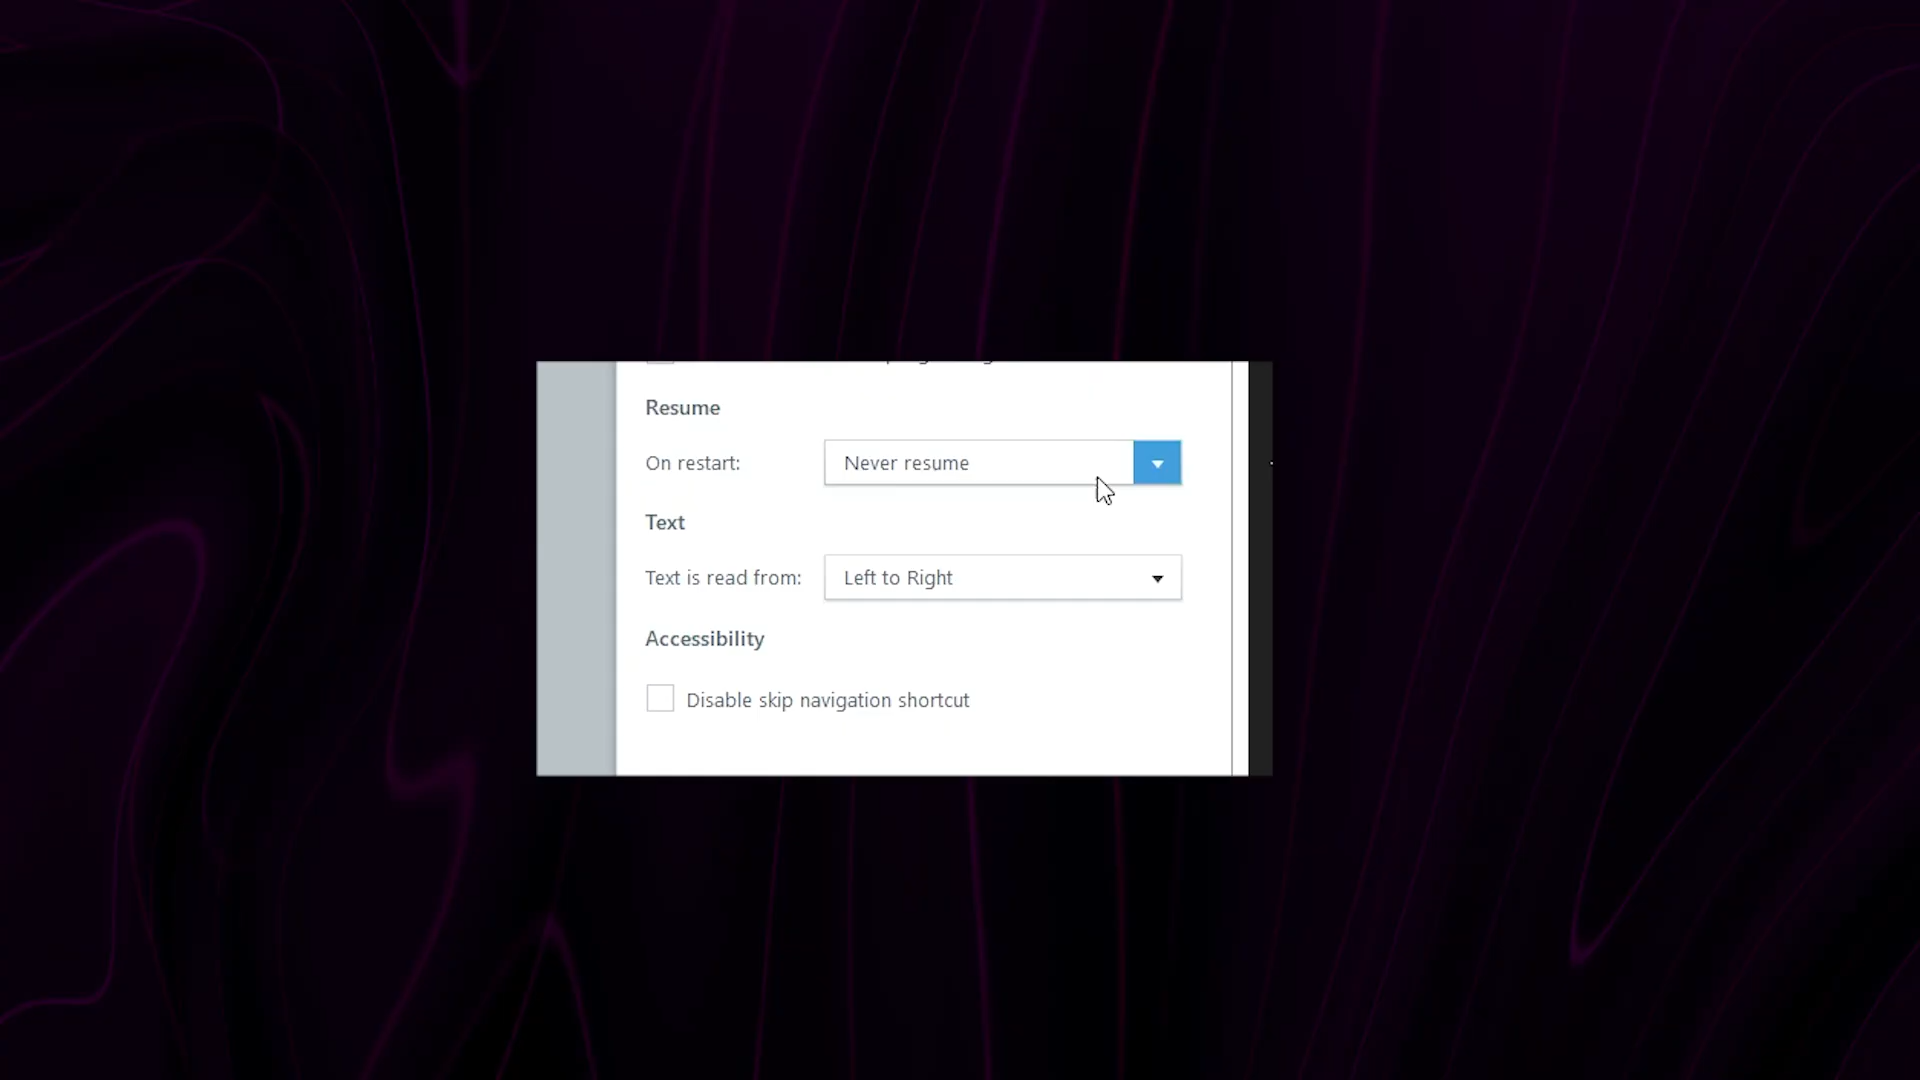 Resume
On restart: Never resume
Text
Text is read from: Left to Right
Accessibility
Disable skip navigation shortcut